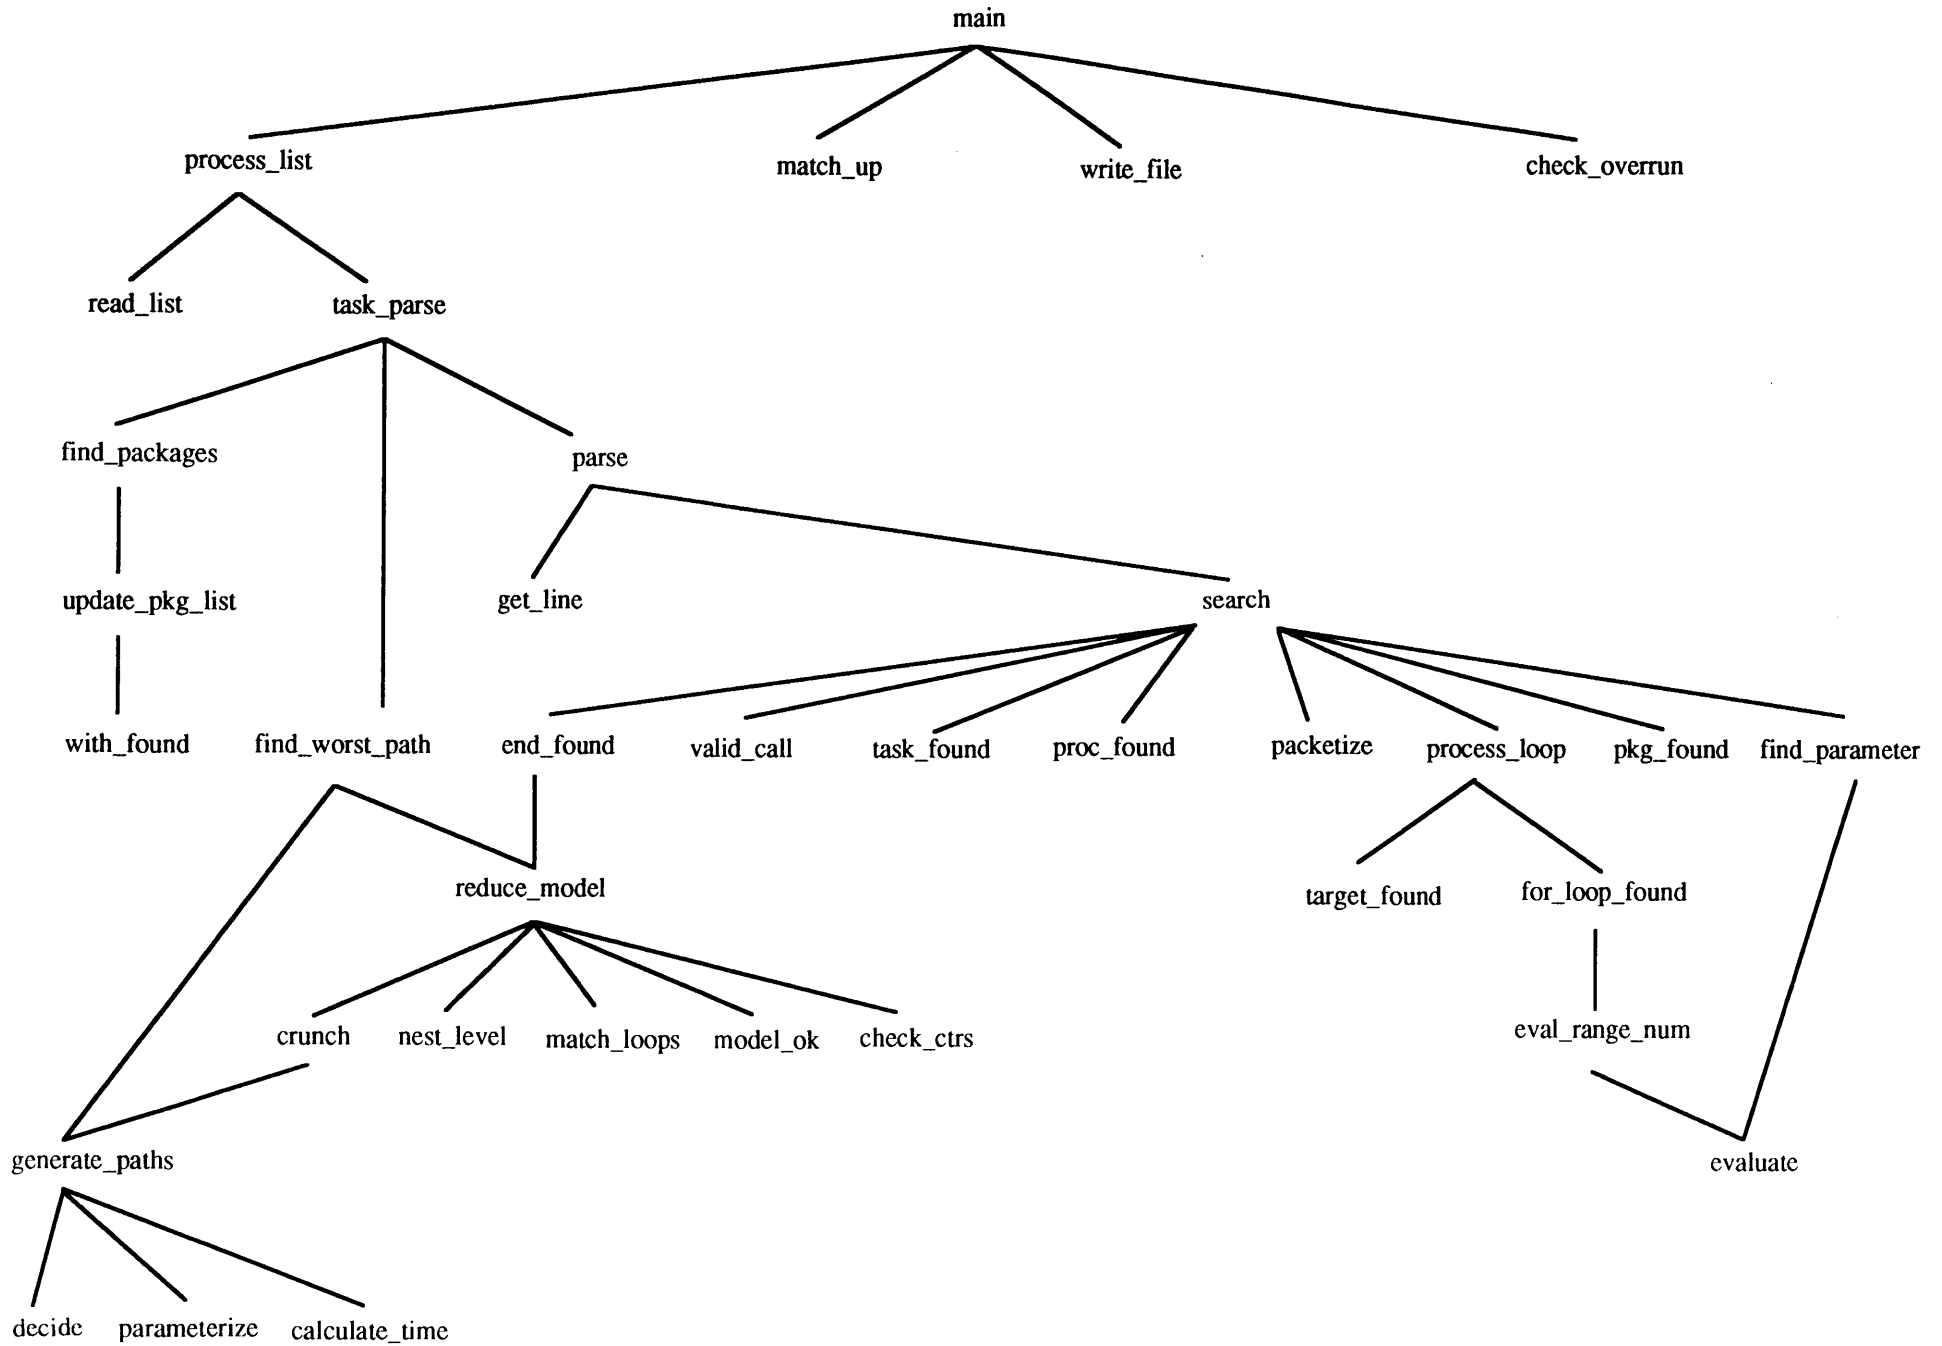 main
process_list
match_up
write_file
check_overrun
read_list
task_parse
find_packages
parse
update_pkg_list
get_line
search
with_found
find_worst_path
end_found
valid_call
task_found
proc_found
packetize
process_loop
pkg_found
find_parameter
reduce_model
target_found
for_loop_found
crunch
nest_level
match_loops
model_ok
check_ctrs
eval_range_num
generate_paths
evaluate
decide
parameterize
calculate_time